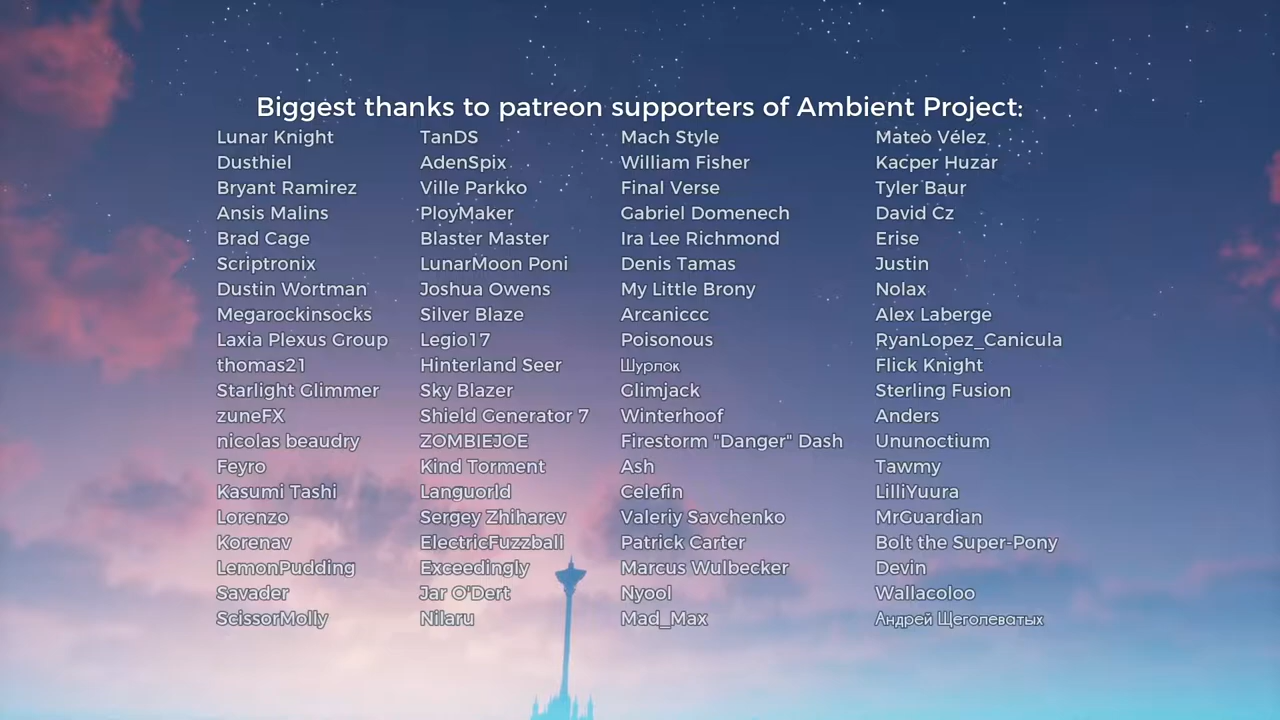 Biggest thanks to patreon supporters of Ambient Project:
Lunar Knight
Dusthiel
Bryant Ramirez
Ansis Malins
Brad Cage
Scriptronix
Dustin Wortman
Megarockinsocks
Laxia Plexus Group
thomas21
Starlight Glimmer
zuneFX
nicolas beaudry
Feyro
Kasumi Tashi
Lorenzo
Korenav
LemonPudding
Savader
ScissorMolly
TanDS
AdenSpix
Ville Parkko
PloyMaker
Blaster Master
LunarMoon Poni
Joshua Owens
Silver Blaze
Legio17
Hinterland Seer
Sky Blazer
Shield Generator 7
ZOMBIEJOE
Kind Torment
Languorld
Sergey Zhiharev
ElectricFuzzball
Exceedingly
Jar O'Dert
Nilaru
Mach Style
William Fisher
Final Verse
Gabriel Domenech
Ira Lee Richmond
Denis Tamas
My Little Brony
Arcaniccc
Poisonous
Шурлок
Glimjack
Winterhoof
Firestorm "Danger" Dash
Ash
Celefin
Valeriy Savchenko
Patrick Carter
Marcus Wulbecker
Nyool
Mad_Max
Mateo Vélez
Kacper Huzar
Tyler Baur
David Cz
Erise
Justin
Nolax
Alex Laberge
RyanLopez_Canicula
Flick Knight
Sterling Fusion
Anders
Ununoctium
Tawmy
LilliYuura
MrGuardian
Bolt the Super-Pony
Devin
Wallacoloo
Андрей Щеголеватых